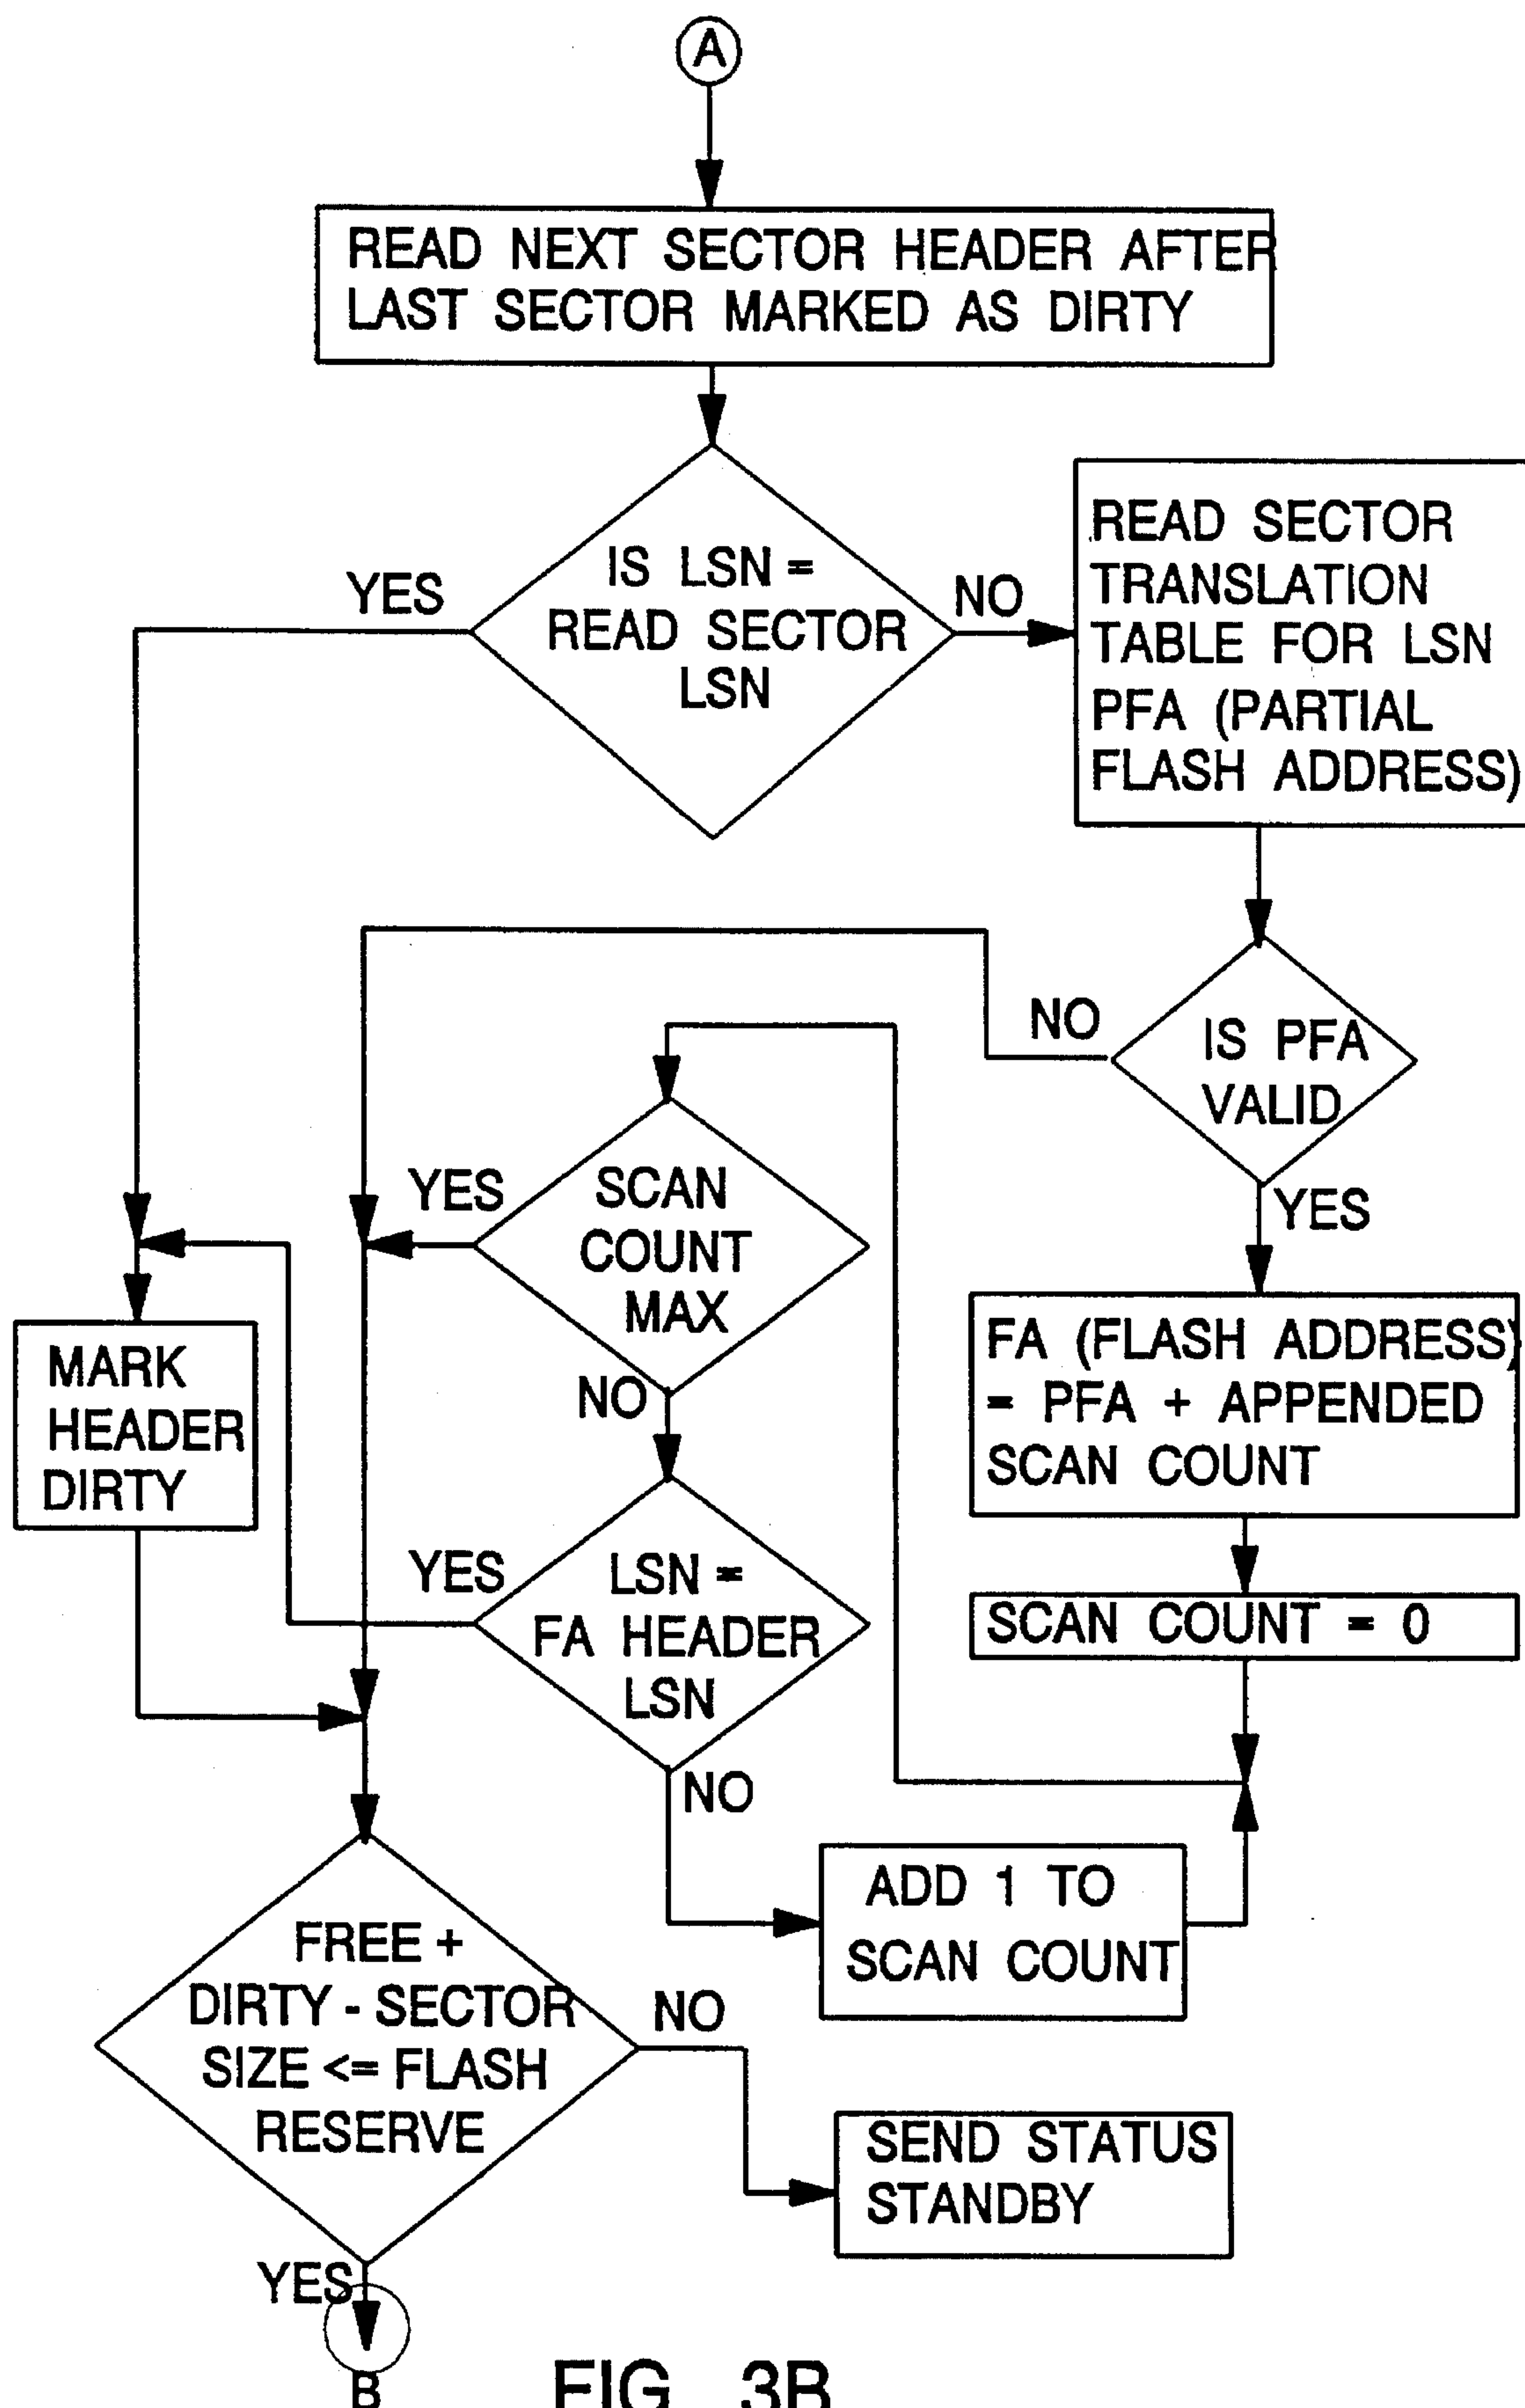 A
READ NEXT SECTOR HEADER AFTER
LAST SECTOR MARKED AS DIRTY
IS LSN =
READ SECTOR
LSN
YES
NO
READ SECTOR
TRANSLATION
TABLE FOR LSN
PFA (PARTIAL
FLASH ADDRESS)
IS PFA
VALID
NO
YES
SCAN
COUNT
MAX
YES
NO
FA (FLASH ADDRESS)
= PFA + APPENDED
SCAN COUNT
MARK
HEADER
DIRTY
LSN =
FA HEADER
LSN
YES
NO
SCAN COUNT = 0
ADD 1 TO
SCAN COUNT
FREE +
DIRTY - SECTOR
SIZE <= FLASH
RESERVE
NO
YES
SEND STATUS
STANDBY
B
FIG. 3B